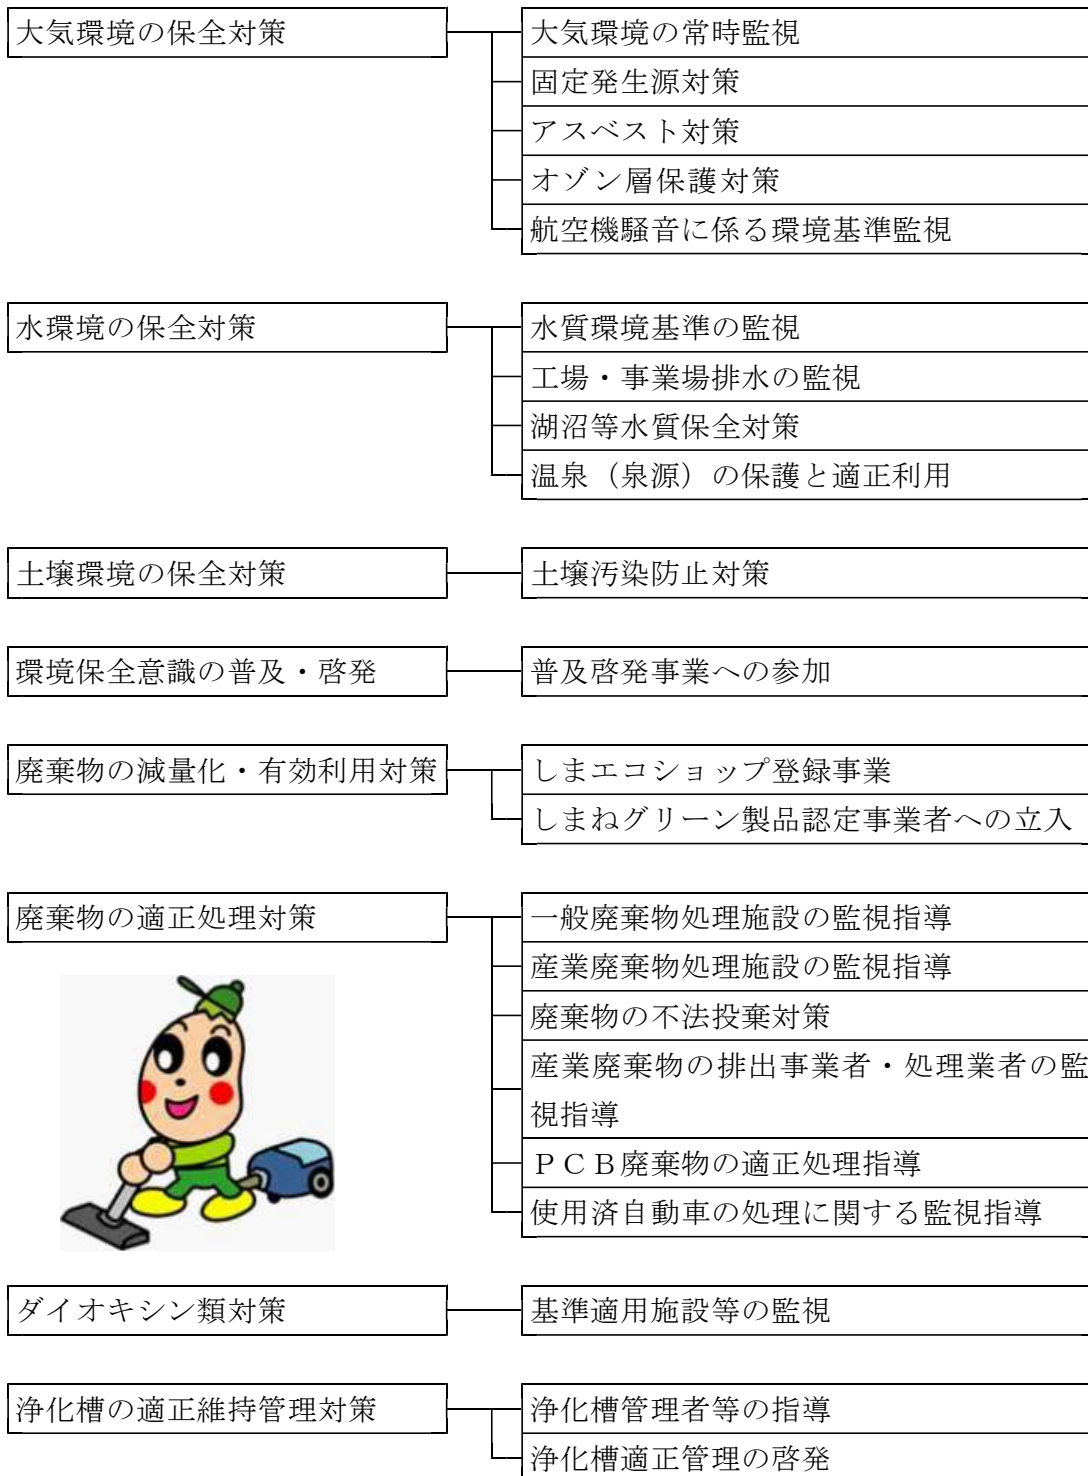 大気環境の保全対策
大気環境の常時監視
固定発生源対策
アスベスト対策
オゾン層保護対策
航空機騒音に係る環境基準監視
水環境の保全対策
水質環境基準の監視
工場・事業場排水の監視
湖沼等水質保全対策
温泉（泉源）の保護と適正利用
土壌環境の保全対策
土壌汚染防止対策
環境保全意識の普及・啓発
普及啓発事業への参加
廃棄物の減量化・有効利用対策
しまエコショップ登録事業
しまねグリーン製品認定事業者への立入
廃棄物の適正処理対策
一般廃棄物処理施設の監視指導
産業廃棄物処理施設の監視指導
廃棄物の不法投棄対策
産業廃棄物の排出事業者・処理業者の監
視指導
ＰＣＢ廃棄物の適正処理指導
使用済自動車の処理に関する監視指導
ダイオキシン類対策
基準適用施設等の監視
浄化槽の適正維持管理対策
浄化槽管理者等の指導
浄化槽適正管理の啓発